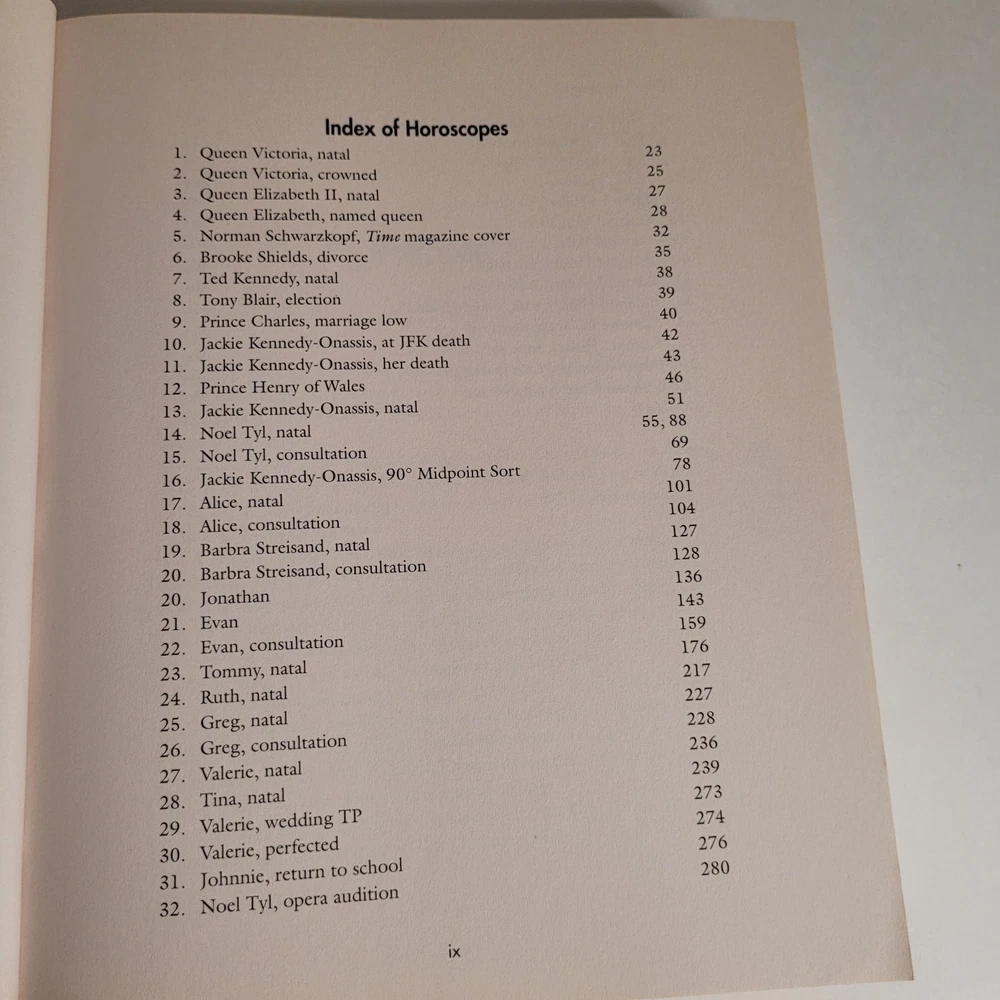 Index of Horoscopes
1. Queen Victoria, natal 23
2. Queen Victoria, crowned 25
3. Queen Elizabeth II, natal 27
4. Queen Elizabeth, named queen 28
5. Norman Schwarzkopf, Time magazine cover 32
6. Brooke Shields, divorce 35
7. Ted Kennedy, natal 38
8. Tony Blair, election 39
9. Prince Charles, marriage low 40
10. Jackie Kennedy-Onassis, at JFK death 42
11. Jackie Kennedy-Onassis, her death 43
12. Prince Henry of Wales 46
13. Jackie Kennedy-Onassis, natal 51
14. Noel Tyl, natal 55, 88
15. Noel Tyl, consultation 69
16. Jackie Kennedy-Onassis, 90° Midpoint Sort 78
17. Alice, natal 101
18. Alice, consultation 104
19. Barbra Streisand, natal 127
20. Barbra Streisand, consultation 128
20. Jonathan 136
21. Evan 143
22. Evan, consultation 159
23. Tommy, natal 176
24. Ruth, natal 217
25. Greg, natal 227
26. Greg, consultation 228
27. Valerie, natal 236
28. Tina, natal 239
29. Valerie, wedding TP 273
30. Valerie, perfected 274
31. Johnnie, return to school 276
32. Noel Tyl, opera audition 280
ix